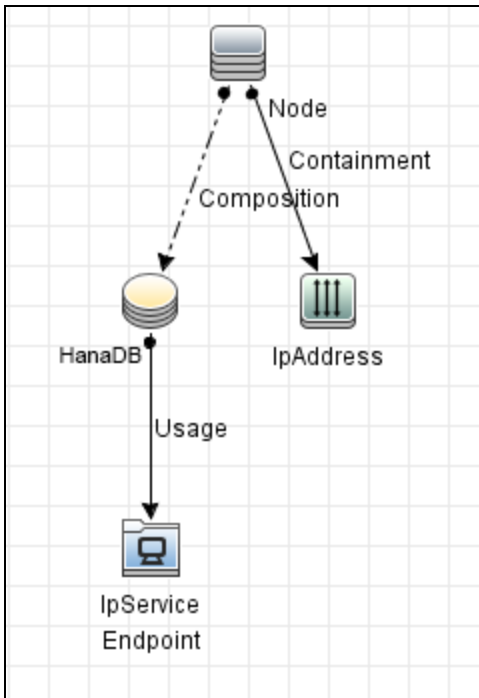 Node
Containment
Composition
HanaDB
IpAddress
Usage
IpService
Endpoint